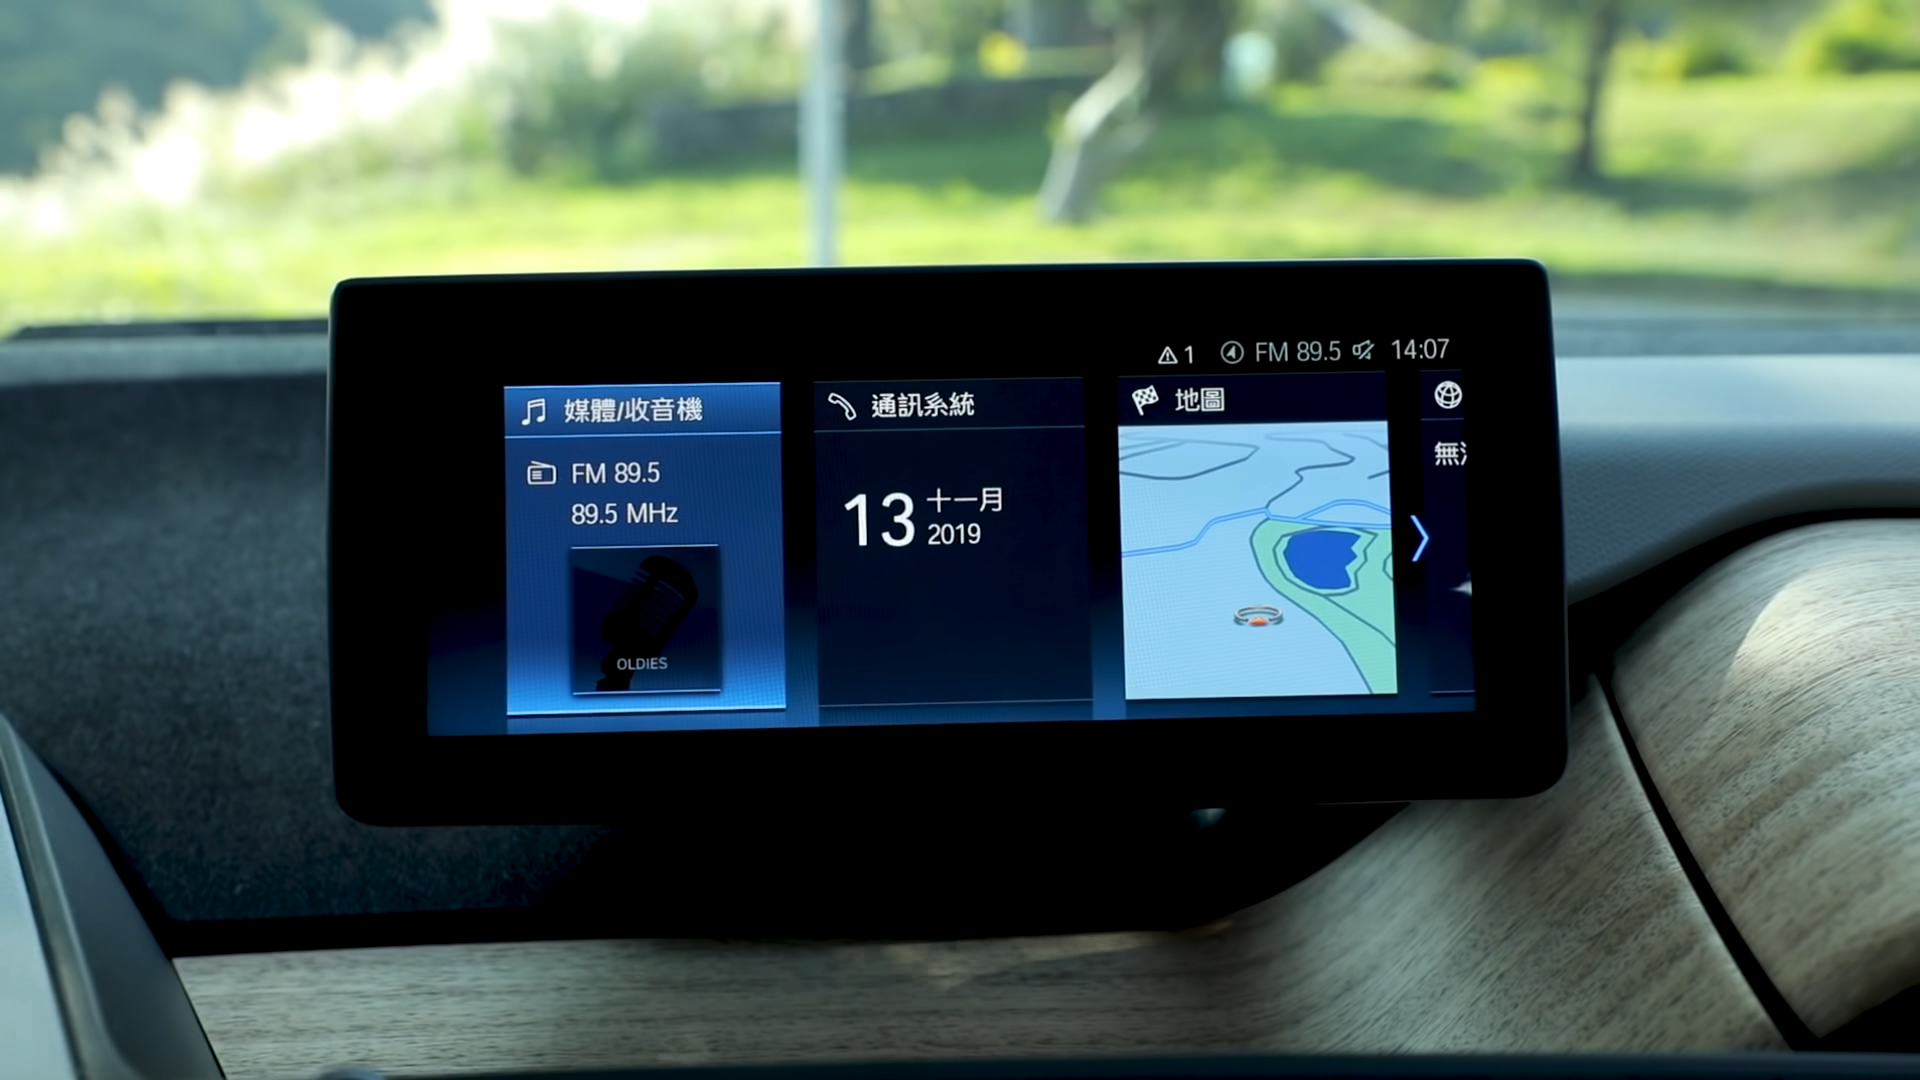 1 FM 89.5 14:07
媒體/收音機
FM 89.5
89.5 MHz
OLDIES
通訊系統
13 十一月
2019
地圖
無